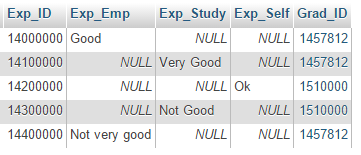 Exp_ID Exp_Emp Exp_Study Exp_Self Grad_ID
14000000 Good NULL NULL 1457812
14100000 NULL Very Good NULL 1457812
14200000 NULL NULL Ok 1510000
14300000 NULL Not Good NULL 1510000
14400000 Not very good NULL NULL 1457812